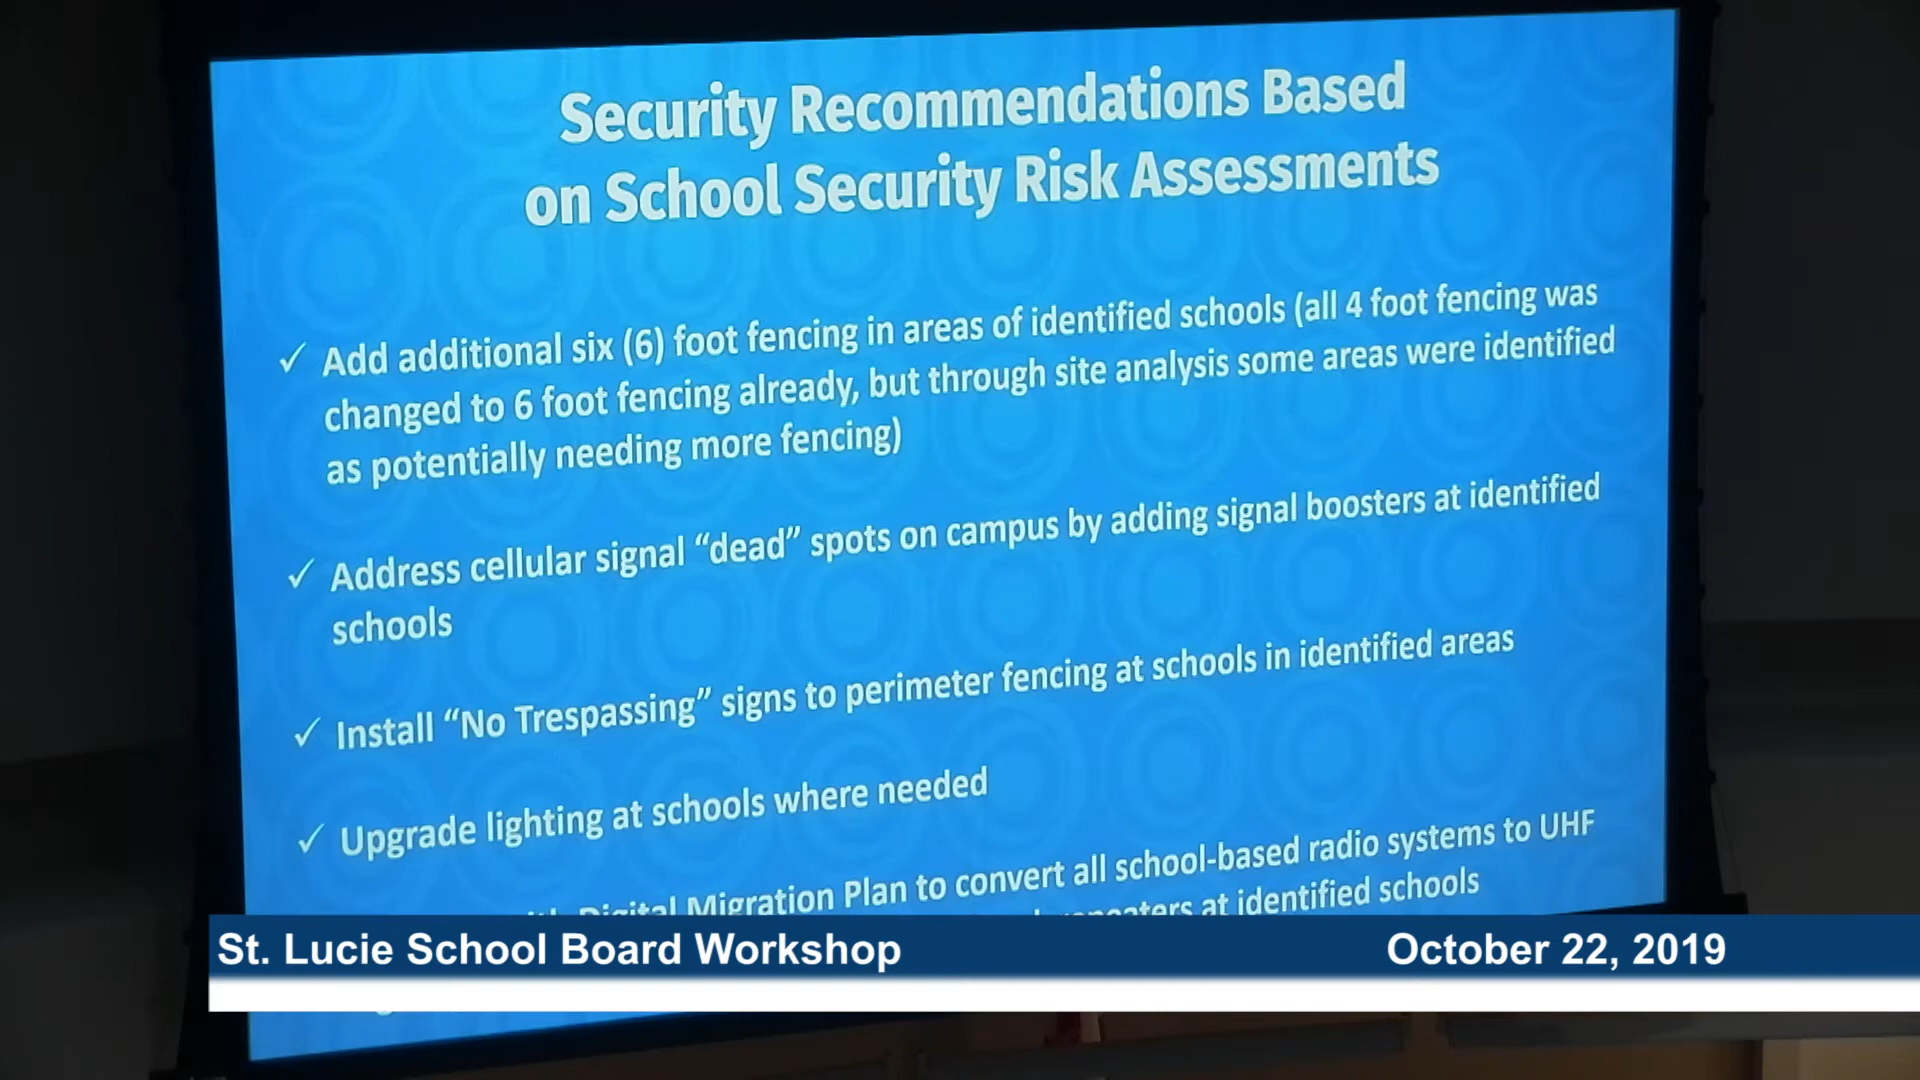 Security Recommendations Based
on School Security Risk Assessments
✓ Add additional six (6) foot fencing in areas of identified schools (all 4 foot fencing was
changed to 6 foot fencing already, but through site analysis some areas were identified
as potentially needing more fencing)
✓ Address cellular signal “dead” spots on campus by adding signal boosters at identified
schools
✓ Install “No Trespassing” signs to perimeter fencing at schools in identified areas
✓ Upgrade lighting at schools where needed
Digital Migration Plan to convert all school-based radio systems to UHF
repeaters at identified schools
St. Lucie School Board Workshop
October 22, 2019